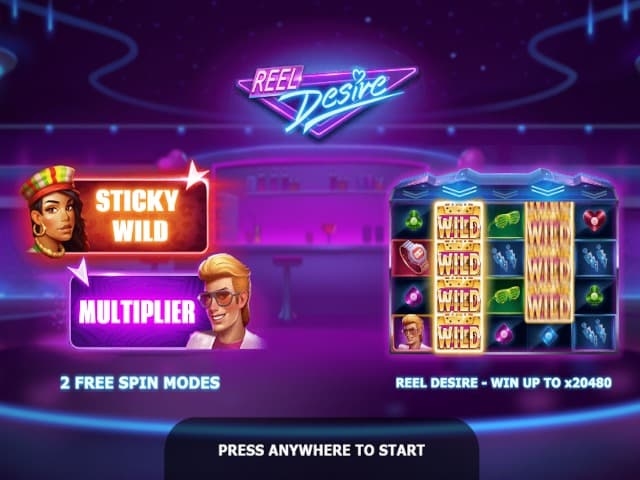 REEL
Desire
STICKY
WILD
MULTIPLIER
2 FREE SPIN MODES
WILD
WILD
WILD
WILD
WILD
WILD
WILD
REEL DESIRE - WIN UP TO x20480
PRESS ANYWHERE TO START